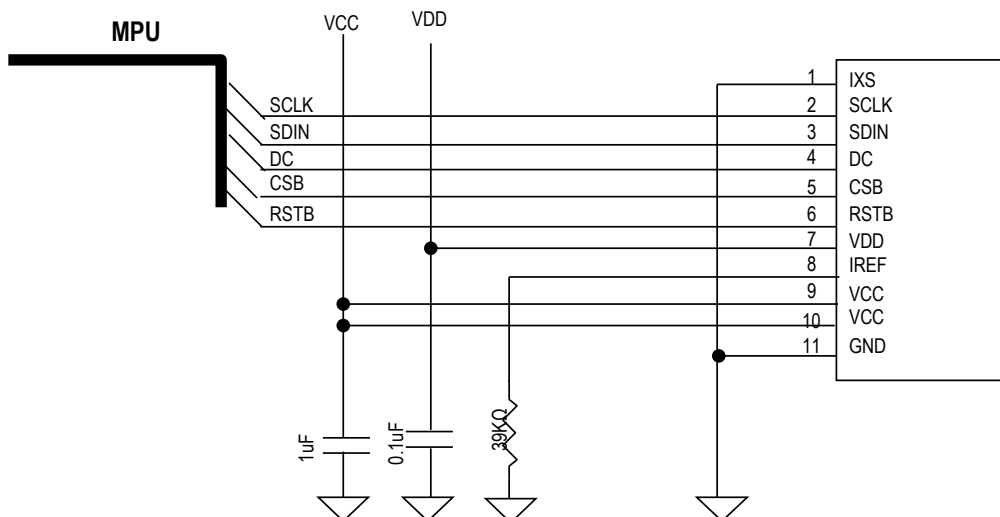 MPU
VCC
VDD
SCLK
SDIN
DC
CSB
RSTB
1 IXS
2 SCLK
3 SDIN
4 DC
5 CSB
6 RSTB
7 VDD
8 IREF
9 VCC
10 VCC
11 GND
1uF
0.1uF
39KΩ